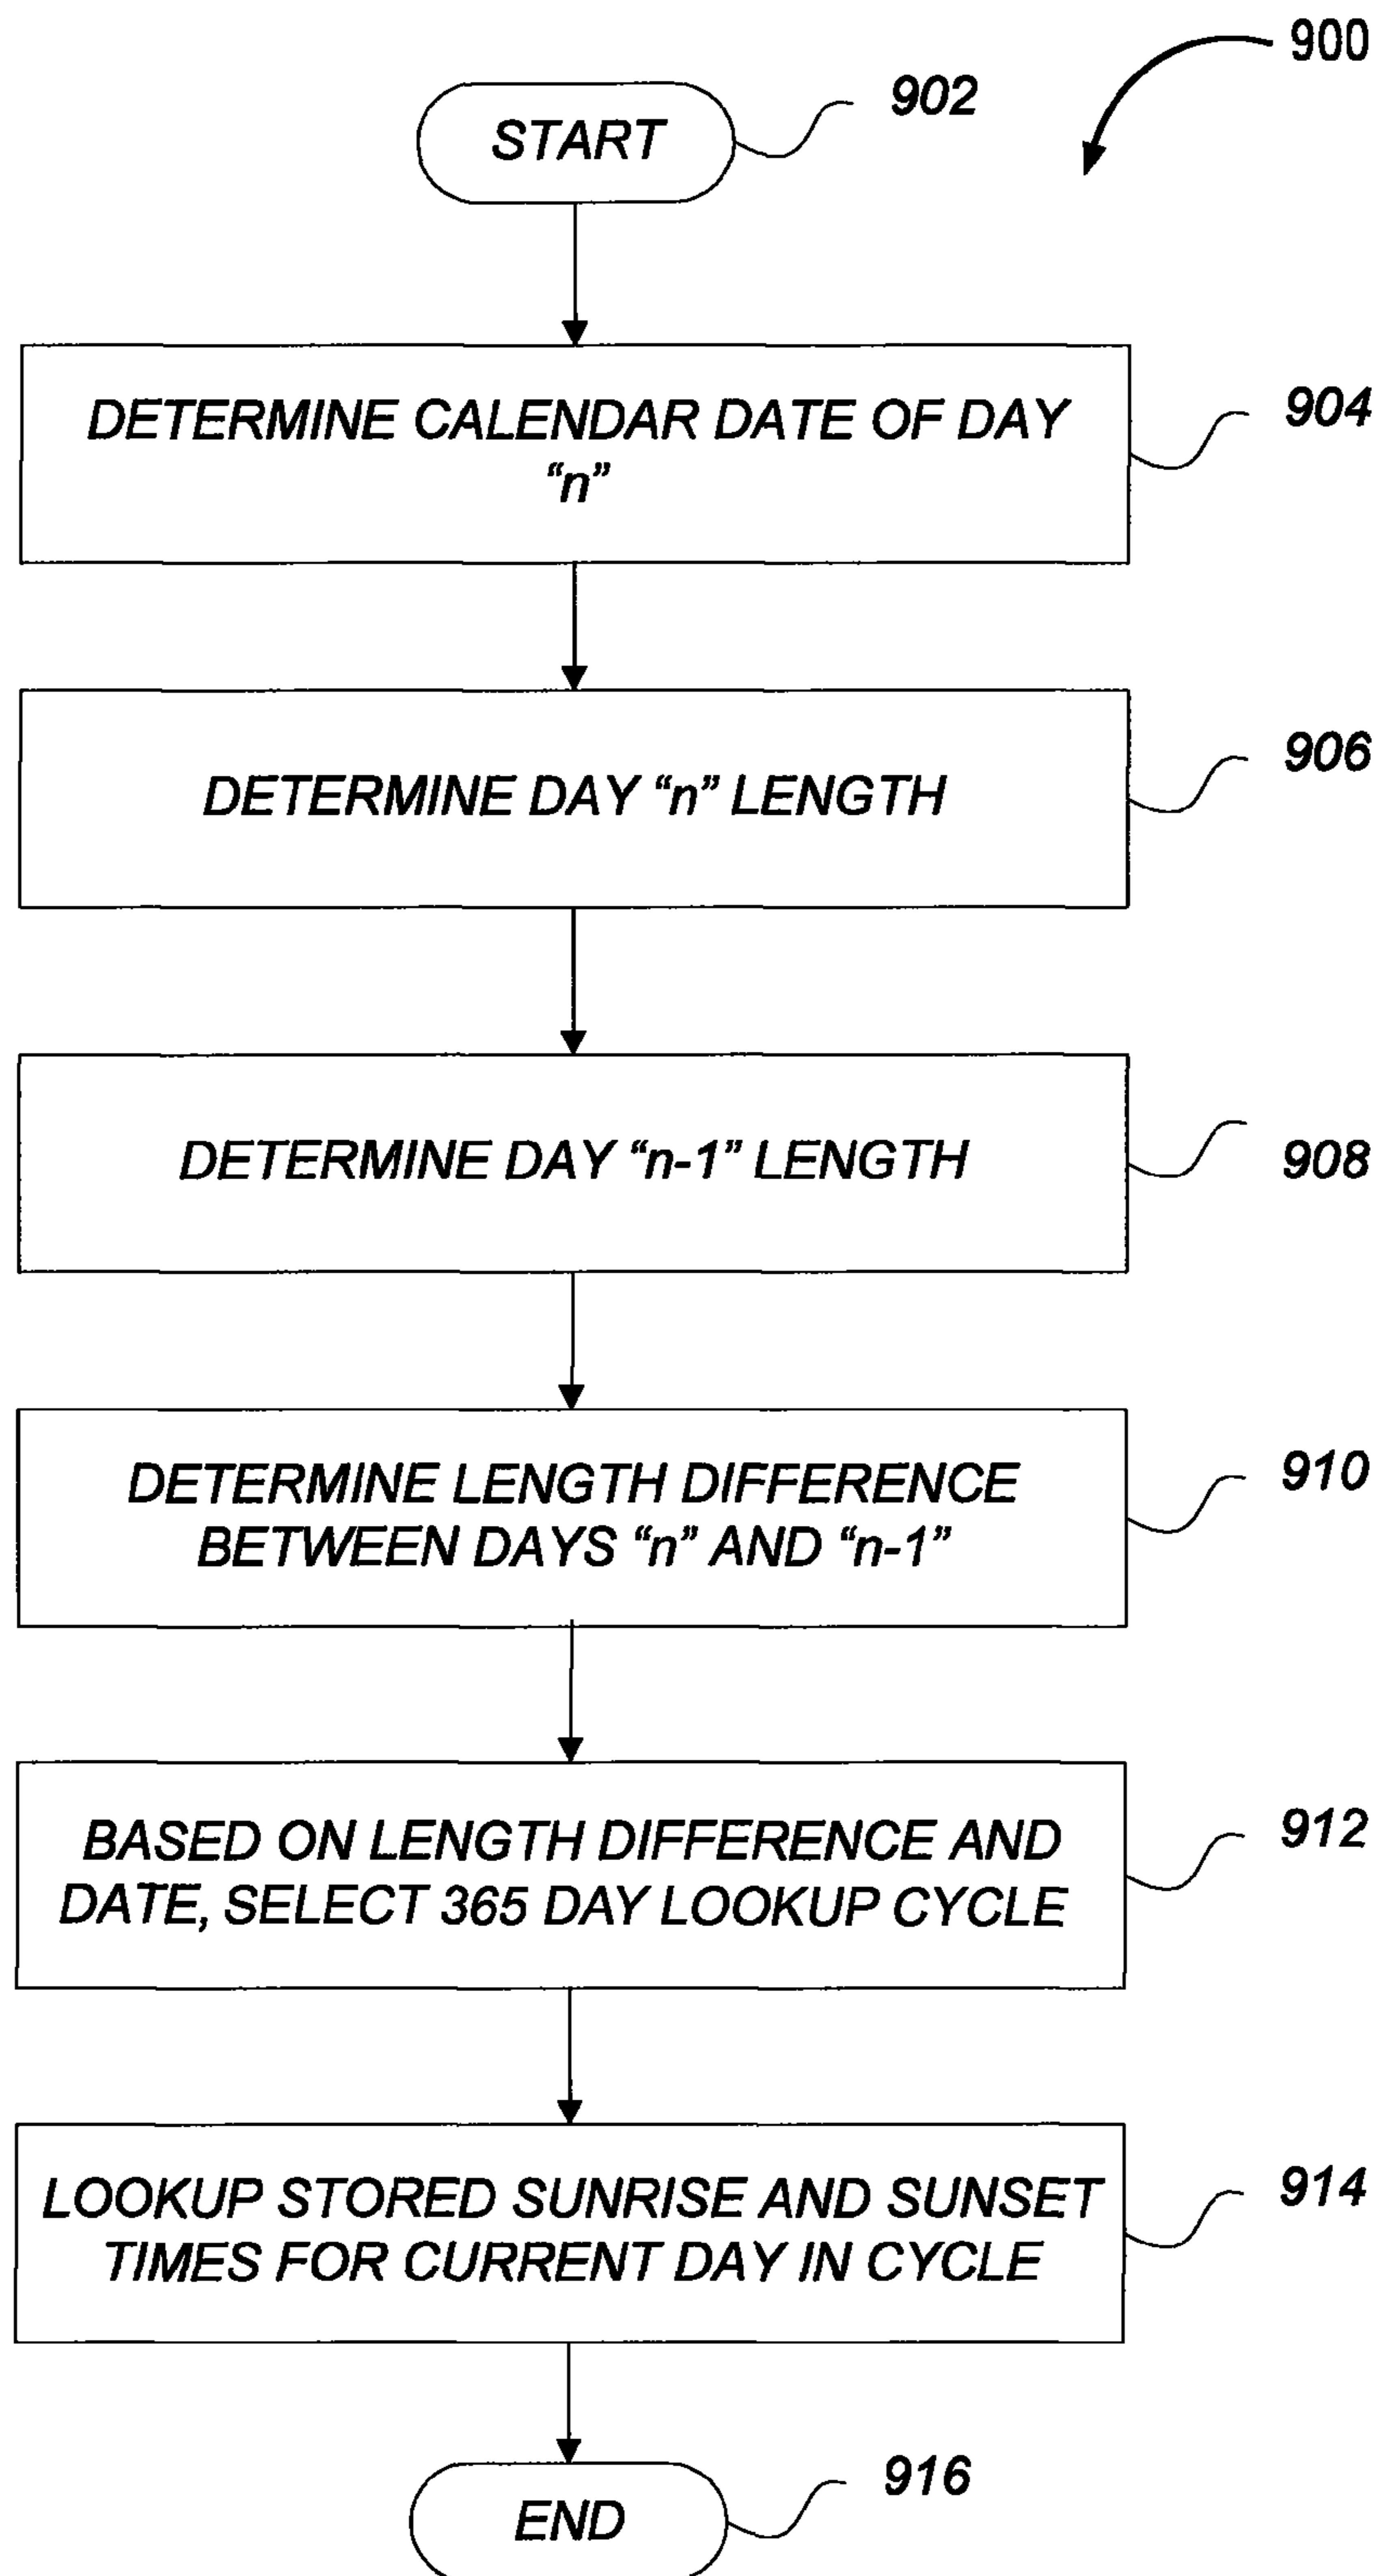 900
START
902
DETERMINE CALENDAR DATE OF DAY
“n”
904
DETERMINE DAY “n” LENGTH
906
DETERMINE DAY “n-1” LENGTH
908
DETERMINE LENGTH DIFFERENCE
BETWEEN DAYS “n” AND “n-1”
910
BASED ON LENGTH DIFFERENCE AND
DATE, SELECT 365 DAY LOOKUP CYCLE
912
LOOKUP STORED SUNRISE AND SUNSET
TIMES FOR CURRENT DAY IN CYCLE
914
END
916